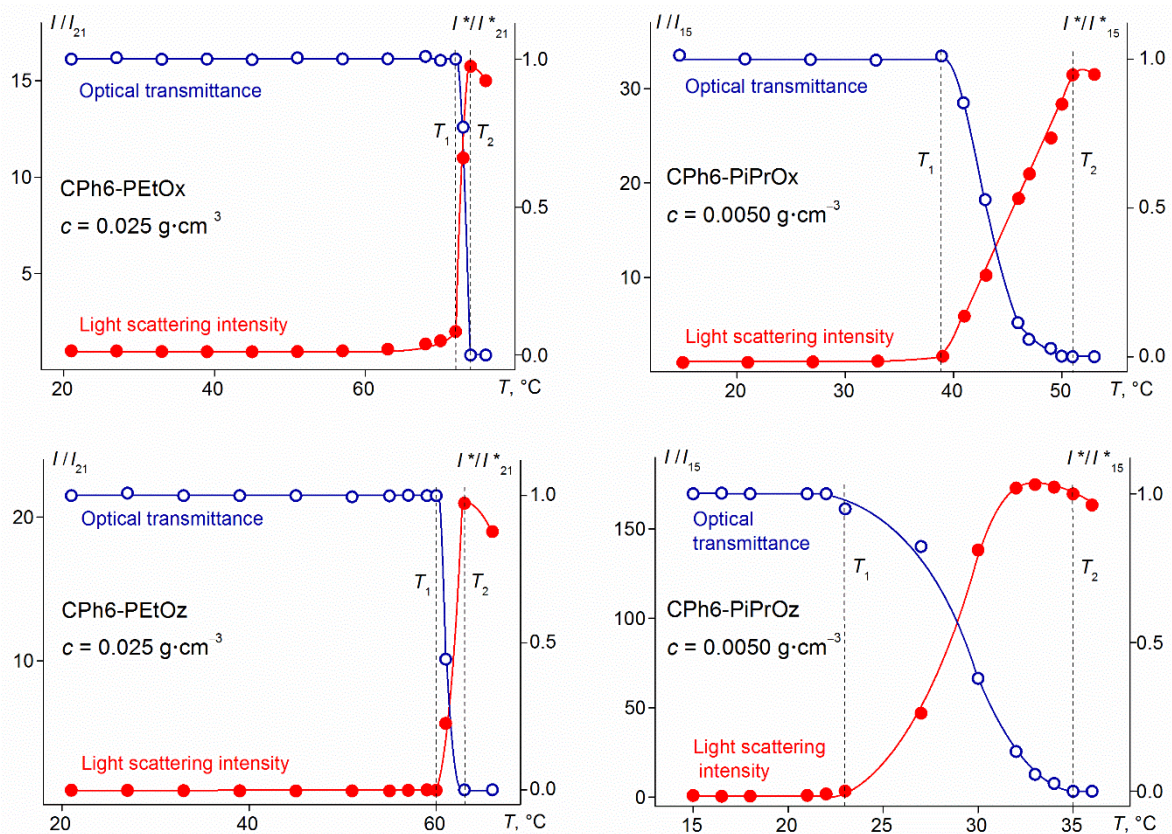 I/I21 I*/I*21
15
10
5
1.0
0.5
0.0
Optical transmittance
T1 T2
CPh6-PEtOx
c = 0.025 g·cm 3
Light scattering intensity
20 40 60 T, °C
I/I15 I*/I*15
30
20
10
1.0
0.5
0.0
Optical transmittance
T1 T2
CPh6-PiPrOx
c = 0.0050 g·cm−3
Light scattering intensity
20 30 40 50 T, °C
I/I21 I*/I*21
20
10
1.0
0.5
0.0
Optical transmittance
T1 T2
CPh6-PEtOz
c = 0.025 g·cm−3
Light scattering intensity
20 40 60 T, °C
I/I15 I*/I*15
150
100
50
0
1.0
0.5
0.0
Optical
transmittance
T1 T2
CPh6-PiPrOz
c = 0.0050 g·cm−3
Light scattering
intensity
15 20 25 30 35 T, °C